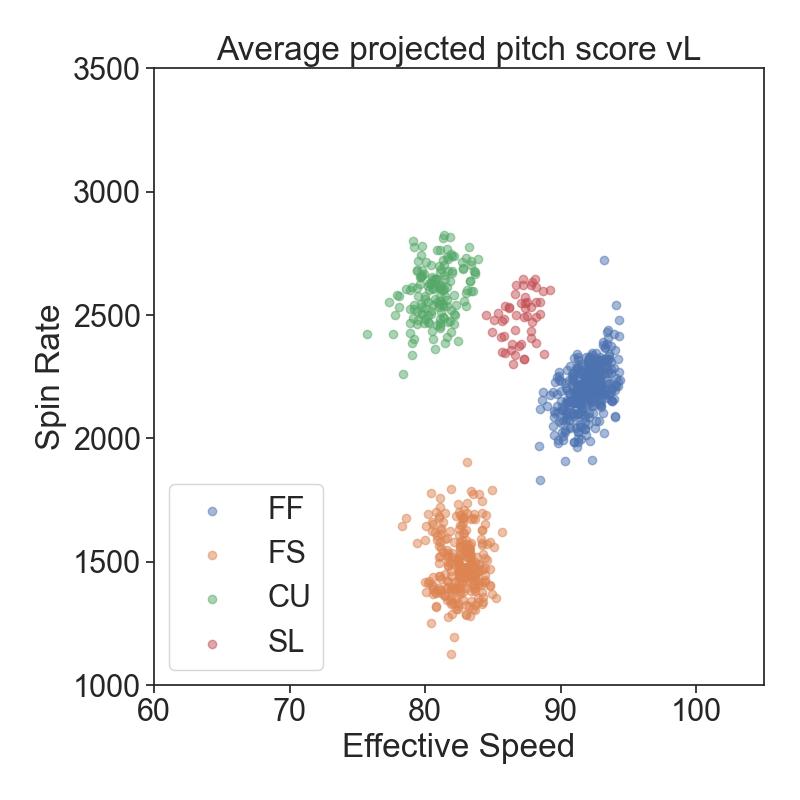 Average projected pitch score vL
3500
3000
2500
2000
1500
1000
Spin Rate
FF
FS
CU
SL
60 70 80 90 100
Effective Speed